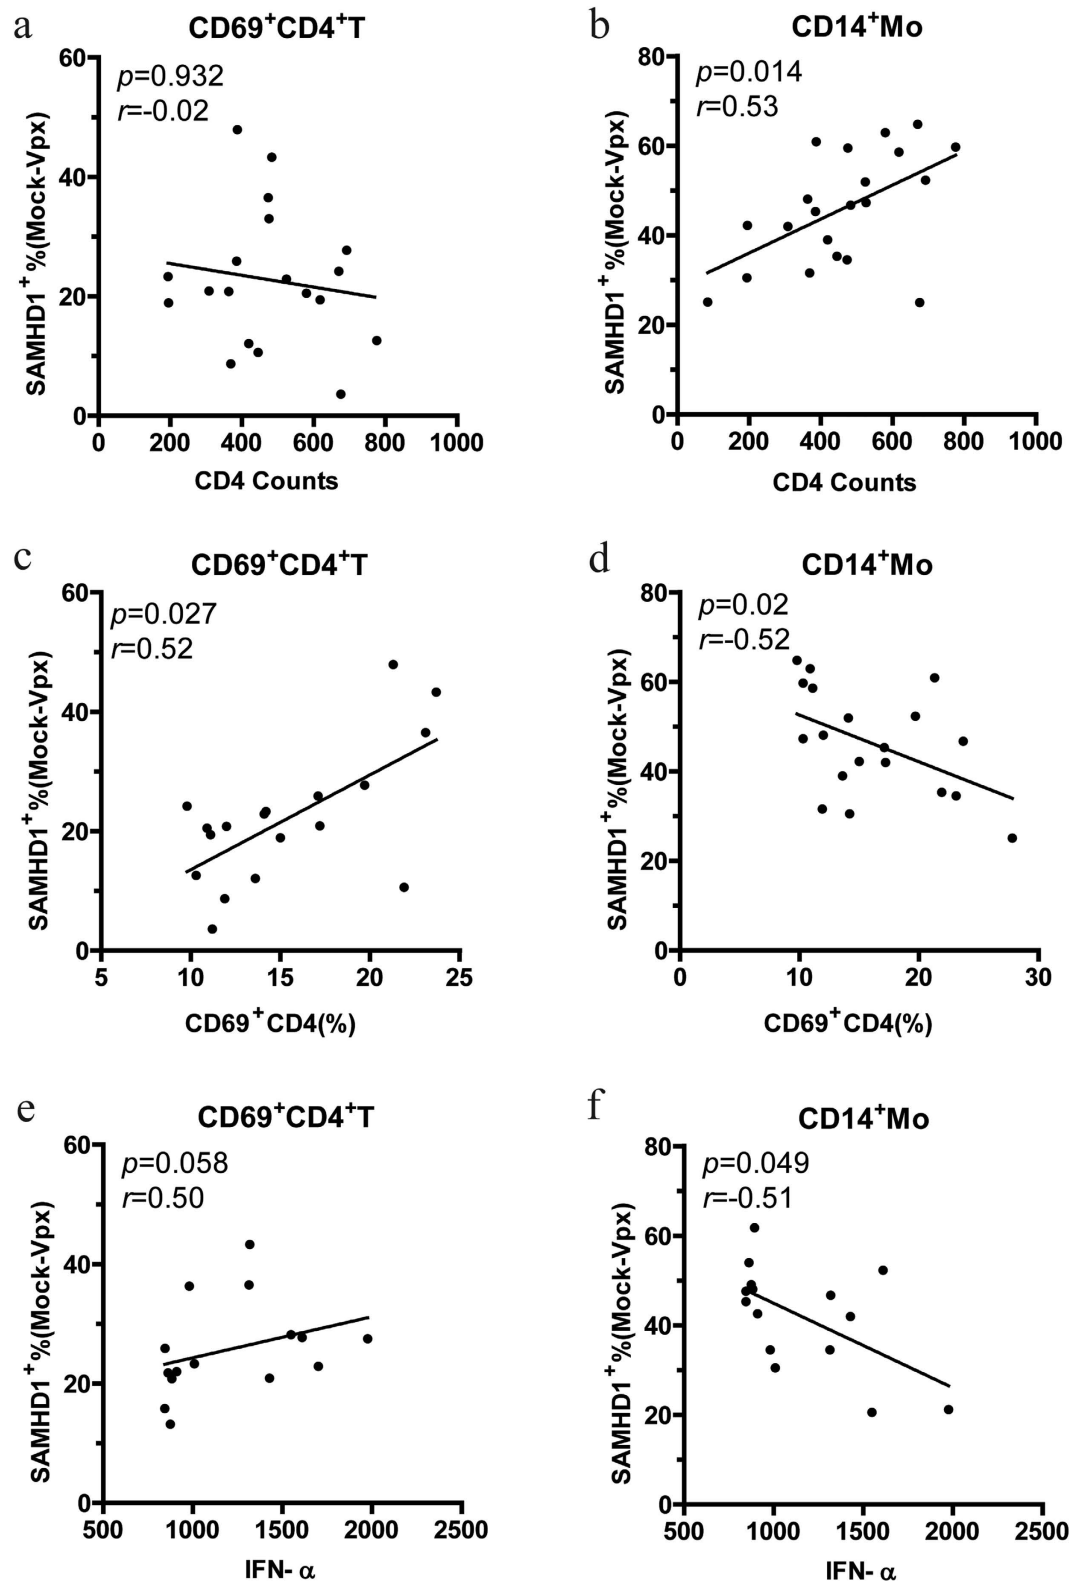 a
CD69⁺CD4⁺T
p=0.932
r=-0.02
SAMHD1⁺%(Mock-Vpx)
60
40
20
0
0 200 400 600 800 1000
CD4 Counts
b
CD14⁺Mo
p=0.014
r=0.53
SAMHD1⁺%(Mock-Vpx)
80
60
40
20
0
0 200 400 600 800 1000
CD4 Counts
c
CD69⁺CD4⁺T
p=0.027
r=0.52
SAMHD1⁺%(Mock-Vpx)
60
40
20
0
5 10 15 20 25
CD69⁺CD4(%)
d
CD14⁺Mo
p=0.02
r=-0.52
SAMHD1⁺%(Mock-Vpx)
80
60
40
20
0
0 10 20 30
CD69⁺CD4(%)
e
CD69⁺CD4⁺T
p=0.058
r=0.50
SAMHD1⁺%(Mock-Vpx)
60
40
20
0
500 1000 1500 2000 2500
IFN- α
f
CD14⁺Mo
p=0.049
r=-0.51
SAMHD1⁺%(Mock-Vpx)
80
60
40
20
0
500 1000 1500 2000 2500
IFN- α